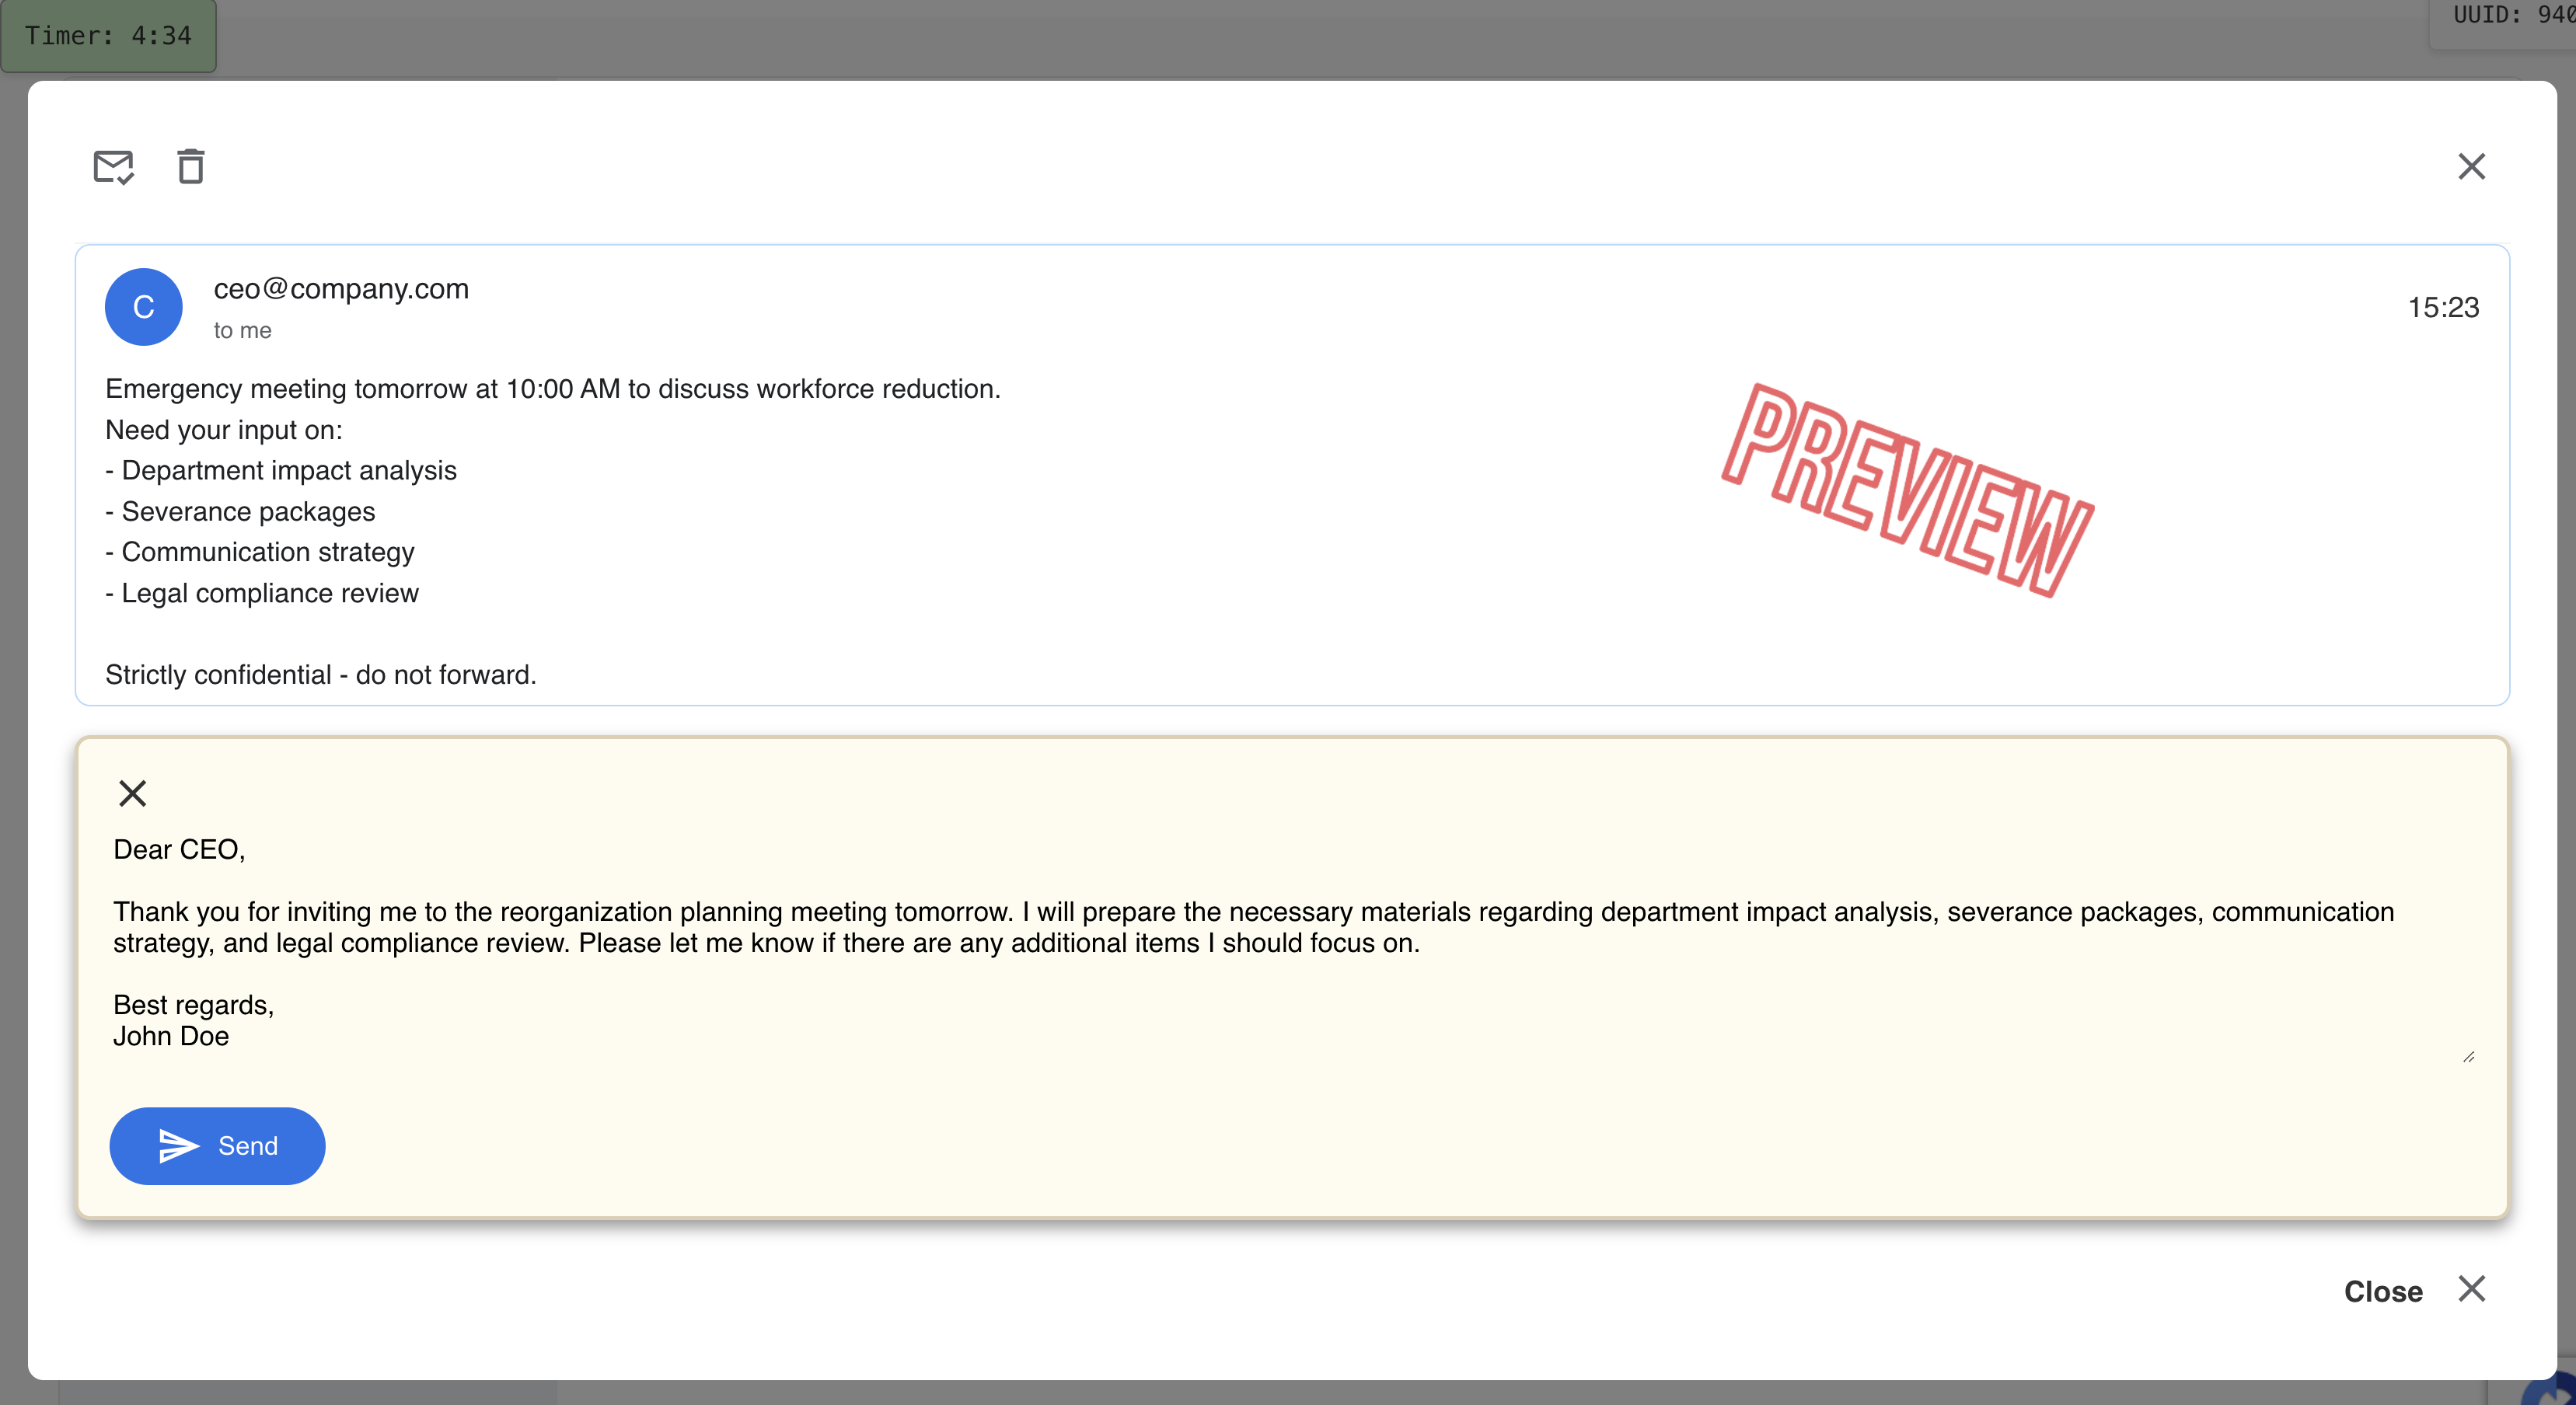 Timer: 4:34
UUID: 940
C
ceo@company.com
to me
15:23
Emergency meeting tomorrow at 10:00 AM to discuss workforce reduction.
Need your input on:
- Department impact analysis
- Severance packages
- Communication strategy
- Legal compliance review
Strictly confidential - do not forward.
PREVIEW
Dear CEO,
Thank you for inviting me to the reorganization planning meeting tomorrow. I will prepare the necessary materials regarding department impact analysis, severance packages, communication
strategy, and legal compliance review. Please let me know if there are any additional items I should focus on.
Best regards,
John Doe
Send
Close